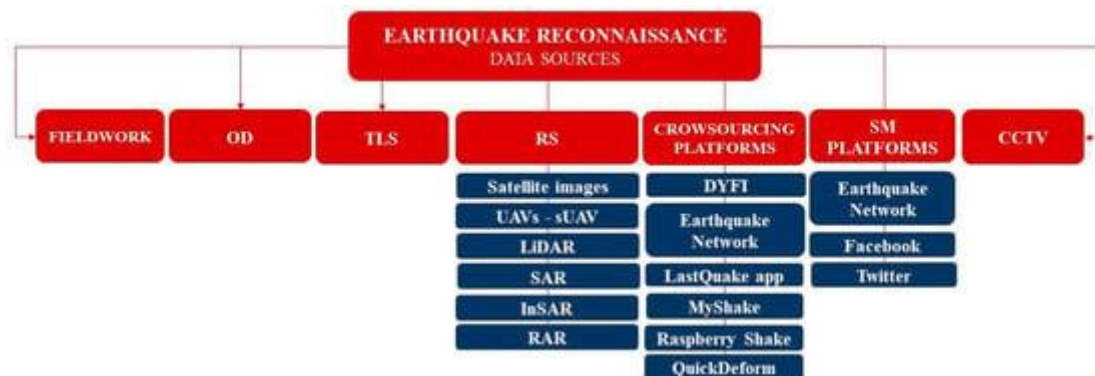 EARTHQUAKE RECONNAISSANCE
DATA SOURCES
FIELDWORK
OD
TLS
RS
CROWSOURCING
PLATFORMS
SM
PLATFORMS
CCTV
Satellite images
UAVs - sUAV
LiDAR
SAR
InSAR
RAR
DYFI
Earthquake
Network
LastQuake app
MyShake
Raspberry Shake
QuickDeform
Earthquake
Network
Facebook
Twitter